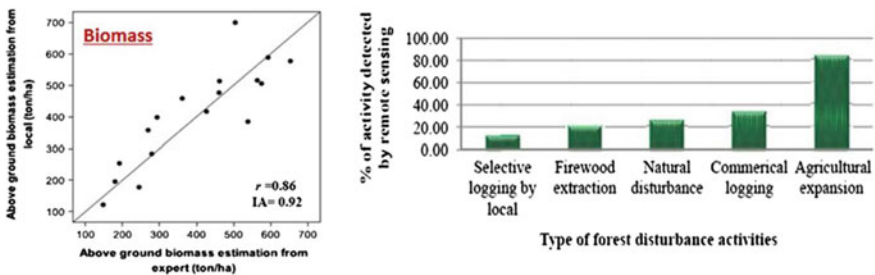 Above ground biomass estimation from
local (ton/ha)
700
600
500
400
300
200
100
Biomass
r =0.86
IA= 0.92
100 200 300 400 500 600 700
Above ground biomass estimation from
expert (ton/ha)
% of activity detected
by remote sensing
100.00
80.00
60.00
40.00
20.00
0.00
Selective
logging by
local
Firewood
extraction
Natural
disturbance
Commerical
logging
Agricultural
expansion
Type of forest disturbance activities